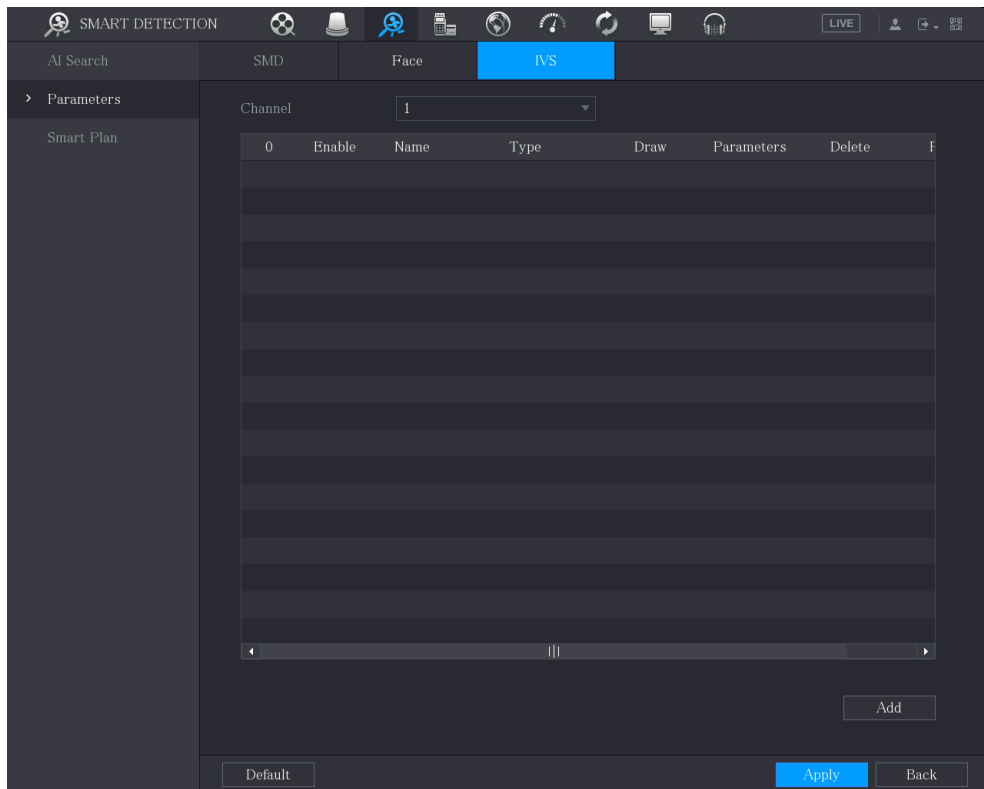 SMART DETECTION
LIVE
AI Search
SMD Face IVS
Parameters
Channel 1
0 Enable Name Type Draw Parameters Delete
Smart Plan
Add
Default Apply Back